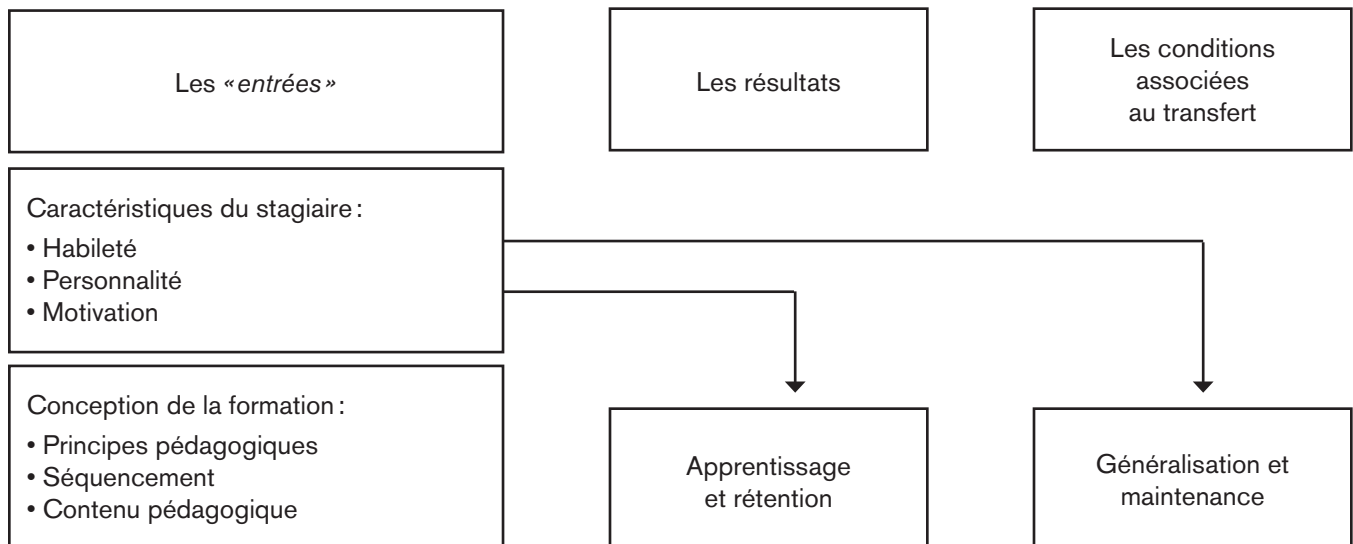 Les «entrées»
Les résultats
Les conditions
associées
au transfert
Caractéristiques du stagiaire :
• Habileté
• Personnalité
• Motivation
Conception de la formation :
• Principes pédagogiques
• Séquencement
• Contenu pédagogique
Apprentissage
et rétention
Généralisation et
maintenance